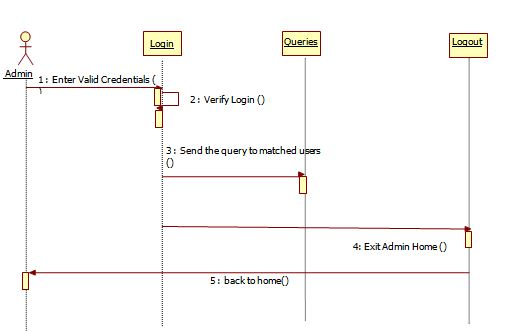 Login
Queries
Logout
Admin
1 : Enter Valid Credentials (
)
2 : Verify Login ()
3 : Send the query to matched users
()
4: Exit Admin Home ()
5 : back to home()